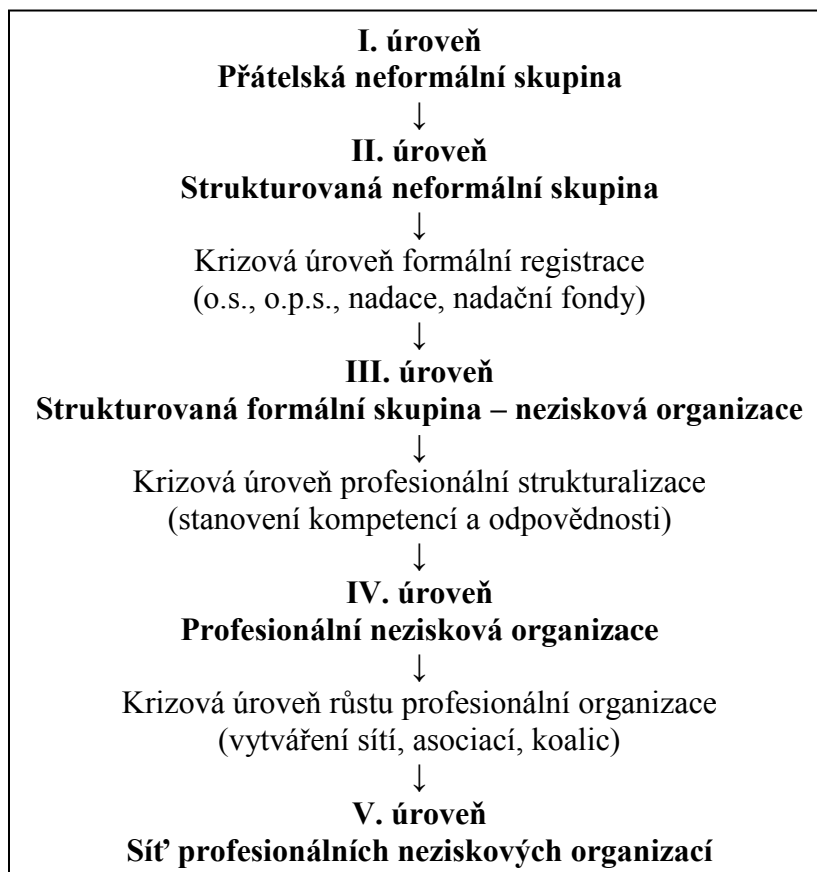 I. úroveň
Přátelská neformální skupina
↓
II. úroveň
Strukturovaná neformální skupina
↓
Krizová úroveň formální registrace
(o.s., o.p.s., nadace, nadační fondy)
↓
III. úroveň
Strukturovaná formální skupina – nezisková organizace
↓
Krizová úroveň profesionální strukturalizace
(stanovení kompetencí a odpovědnosti)
↓
IV. úroveň
Profesionální nezisková organizace
↓
Krizová úroveň růstu profesionální organizace
(vytváření sítí, asociací, koalic)
↓
V. úroveň
Síť profesionálních neziskových organizací